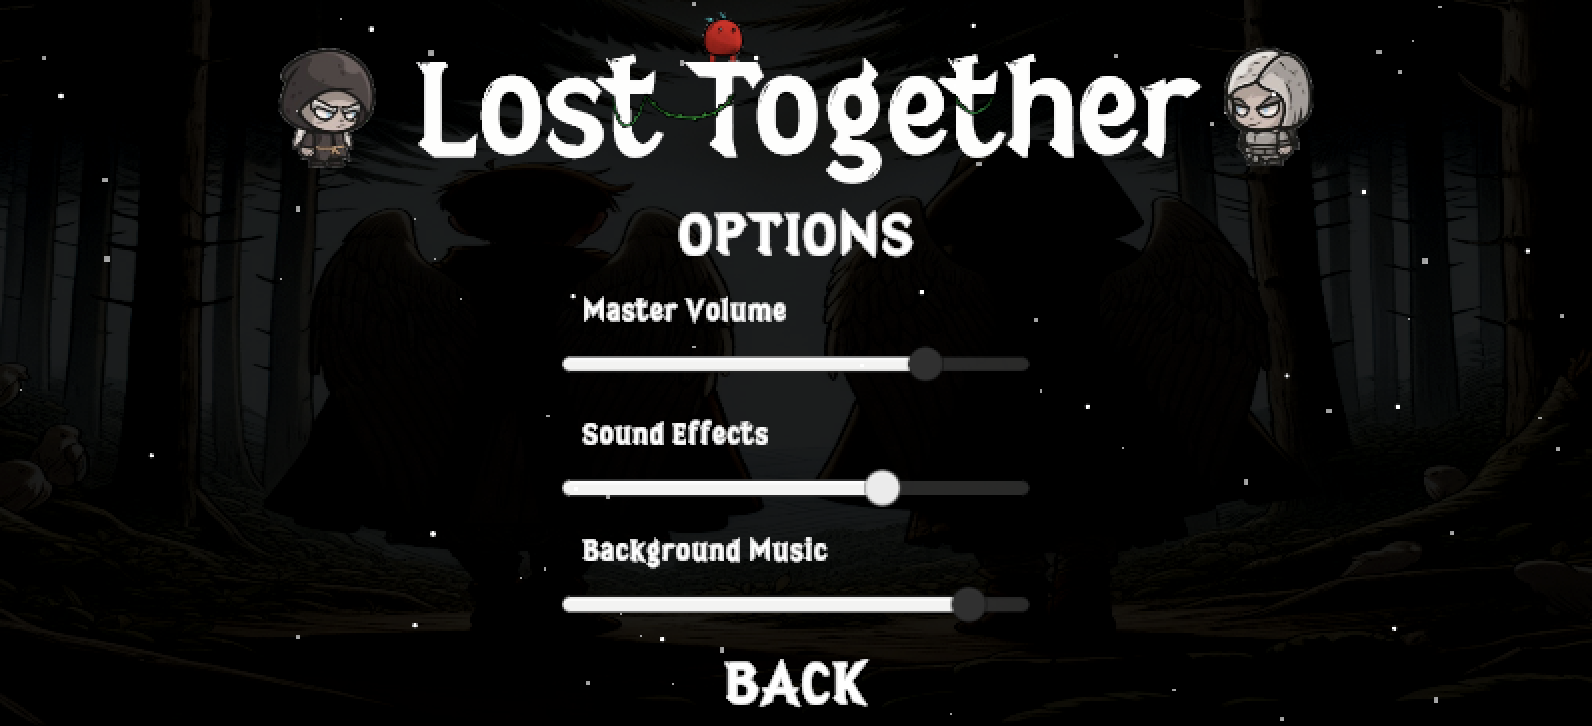 Lost Together
OPTIONS
Master Volume
Sound Effects
Background Music
BACK